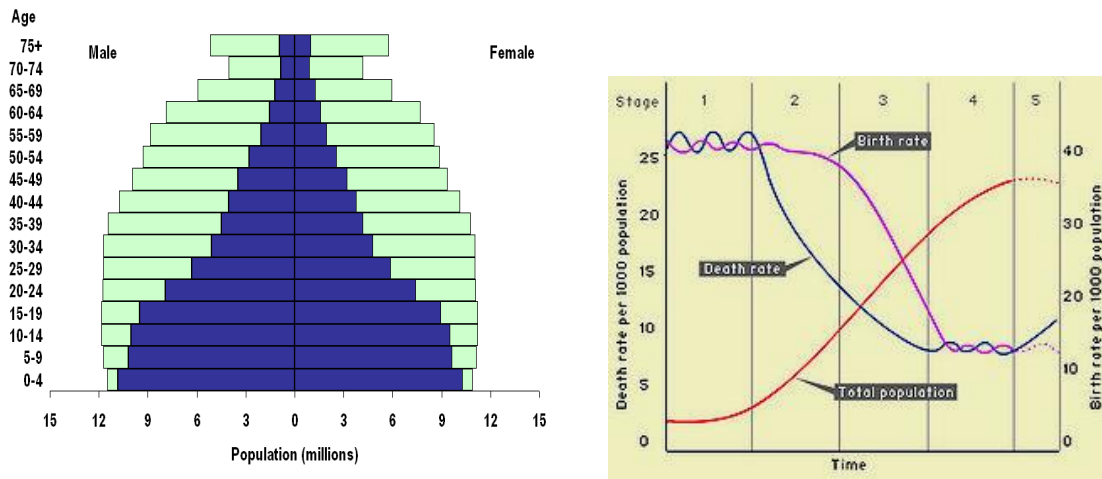 Age
Male
Female
75+
70-74
65-69
60-64
55-59
50-54
45-49
40-44
35-39
30-34
25-29
20-24
15-19
10-14
5-9
0-4
15 12 9 6 3 0 3 6 9 12 15
Population (millions)
Stage 1 2 3 4 5
Birth rate
Death rate
Total population
Death rate per 1000 population
25
20
15
10
5
0
Birth rate per 1000 population
40
30
20
10
0
Time